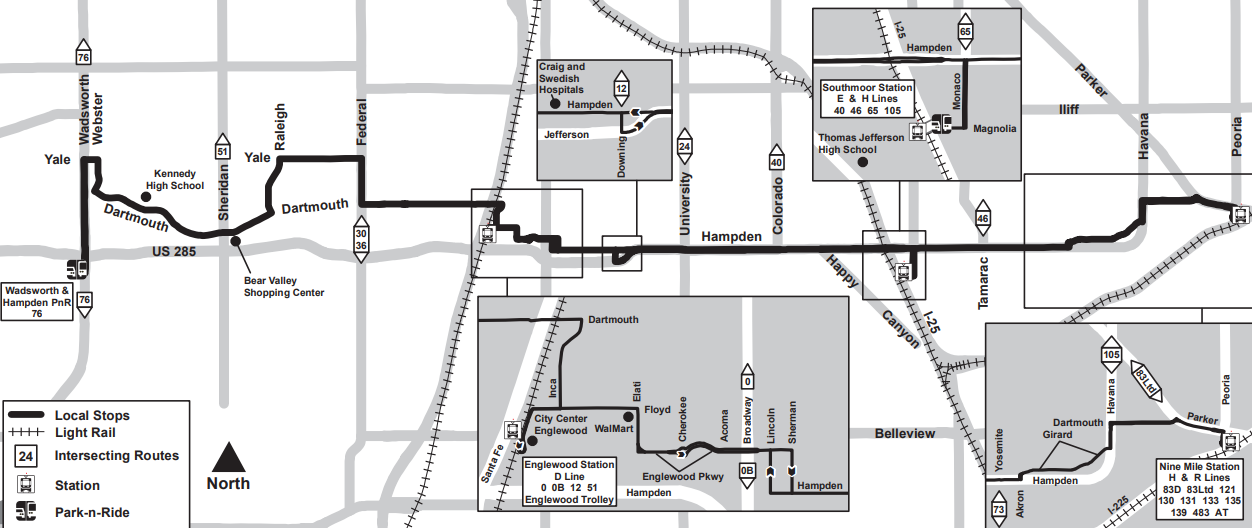 76
Wadsworth
Webster
Yale
Kennedy
High School
Dartmouth
51
Sheridan
Yale
Raleigh
Dartmouth
Federal
30
36
US 285
Bear Valley
Shopping Center
Wadsworth &
Hampden PnR
76
76
Craig and
Swedish
Hospitals
12
Hampden
Jefferson
Downing
24
University
40
Colorado
Hampden
I-25
65
Hampden
Southmoor Station
E & H Lines
40 46 65 105
Monaco
Magnolia
Thomas Jefferson
High School
Parker
Iliff
Havana
Peoria
46
Tamarac
Happy
Canyon
I-25
Belleview
Dartmouth
Inca
Elati
Floyd
City Center
Englewood
WalMart
Santa Fe
Englewood Station
D Line
0 0B 12 51
Englewood Trolley
Cherokee
Acoma
0
Broadway
0B
Lincoln
Sherman
Englewood Pkwy
Hampden
Hampden
105
83Ltd
Havana
Peoria
Parker
Dartmouth
Girard
Yosemite
Hampden
73
Akron
I-225
Nine Mile Station
H & R Lines
83D 83Ltd 121
130 131 133 135
139 483 AT
Local Stops
Light Rail
24 Intersecting Routes
Station
Park-n-Ride
North